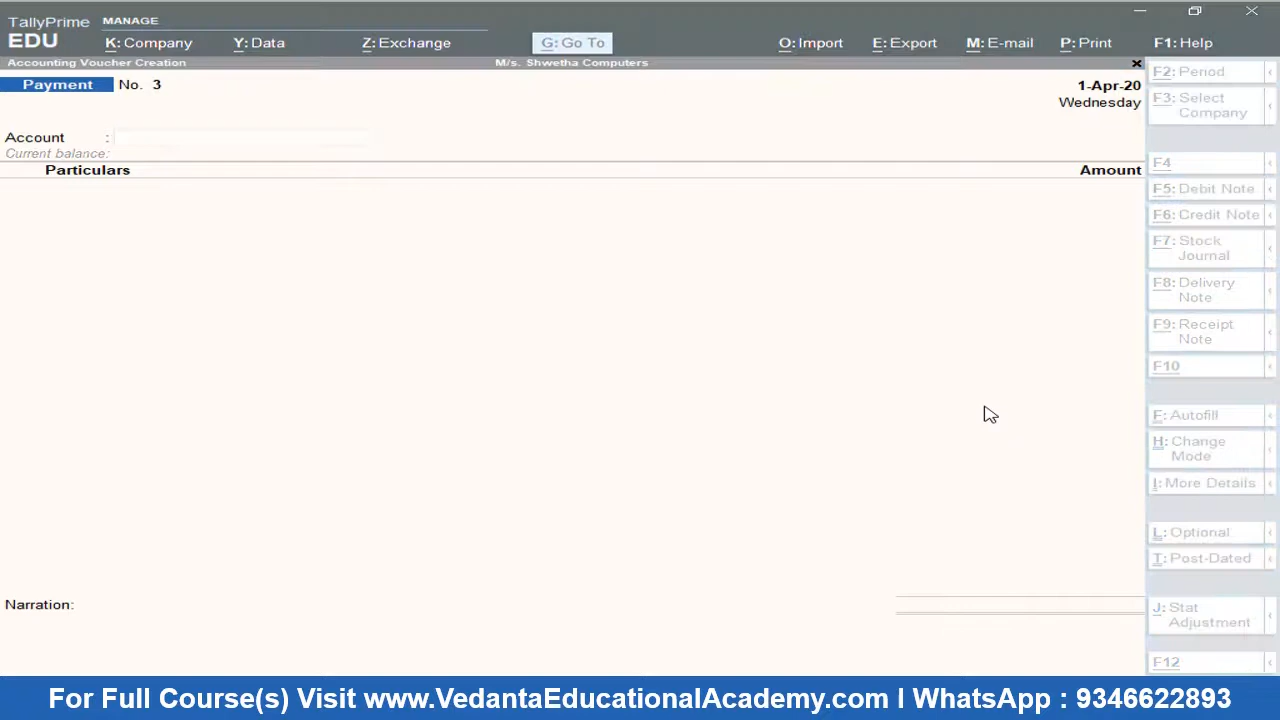 TallyPrime
EDU
MANAGE
K: Company
Y: Data
Z: Exchange
G: Go To
O: Import
E: Export
M: E-mail
P: Print
F1: Help
Accounting Voucher Creation
M/s. Shwetha Computers
Payment No. 3
1-Apr-20
Wednesday
Account :
Current balance:
Particulars
Amount
Narration:
F2: Period
F3: Select
Company
F4
F5: Debit Note
F6: Credit Note
F7: Stock
Journal
F8: Delivery
Note
F9: Receipt
Note
F10
F: Autofill
H: Change
Mode
I: More Details
L: Optional
T: Post-Dated
J: Stat
Adjustment
F12
For Full Course(s) Visit www.VedantaEducationalAcademy.com I WhatsApp : 9346622893